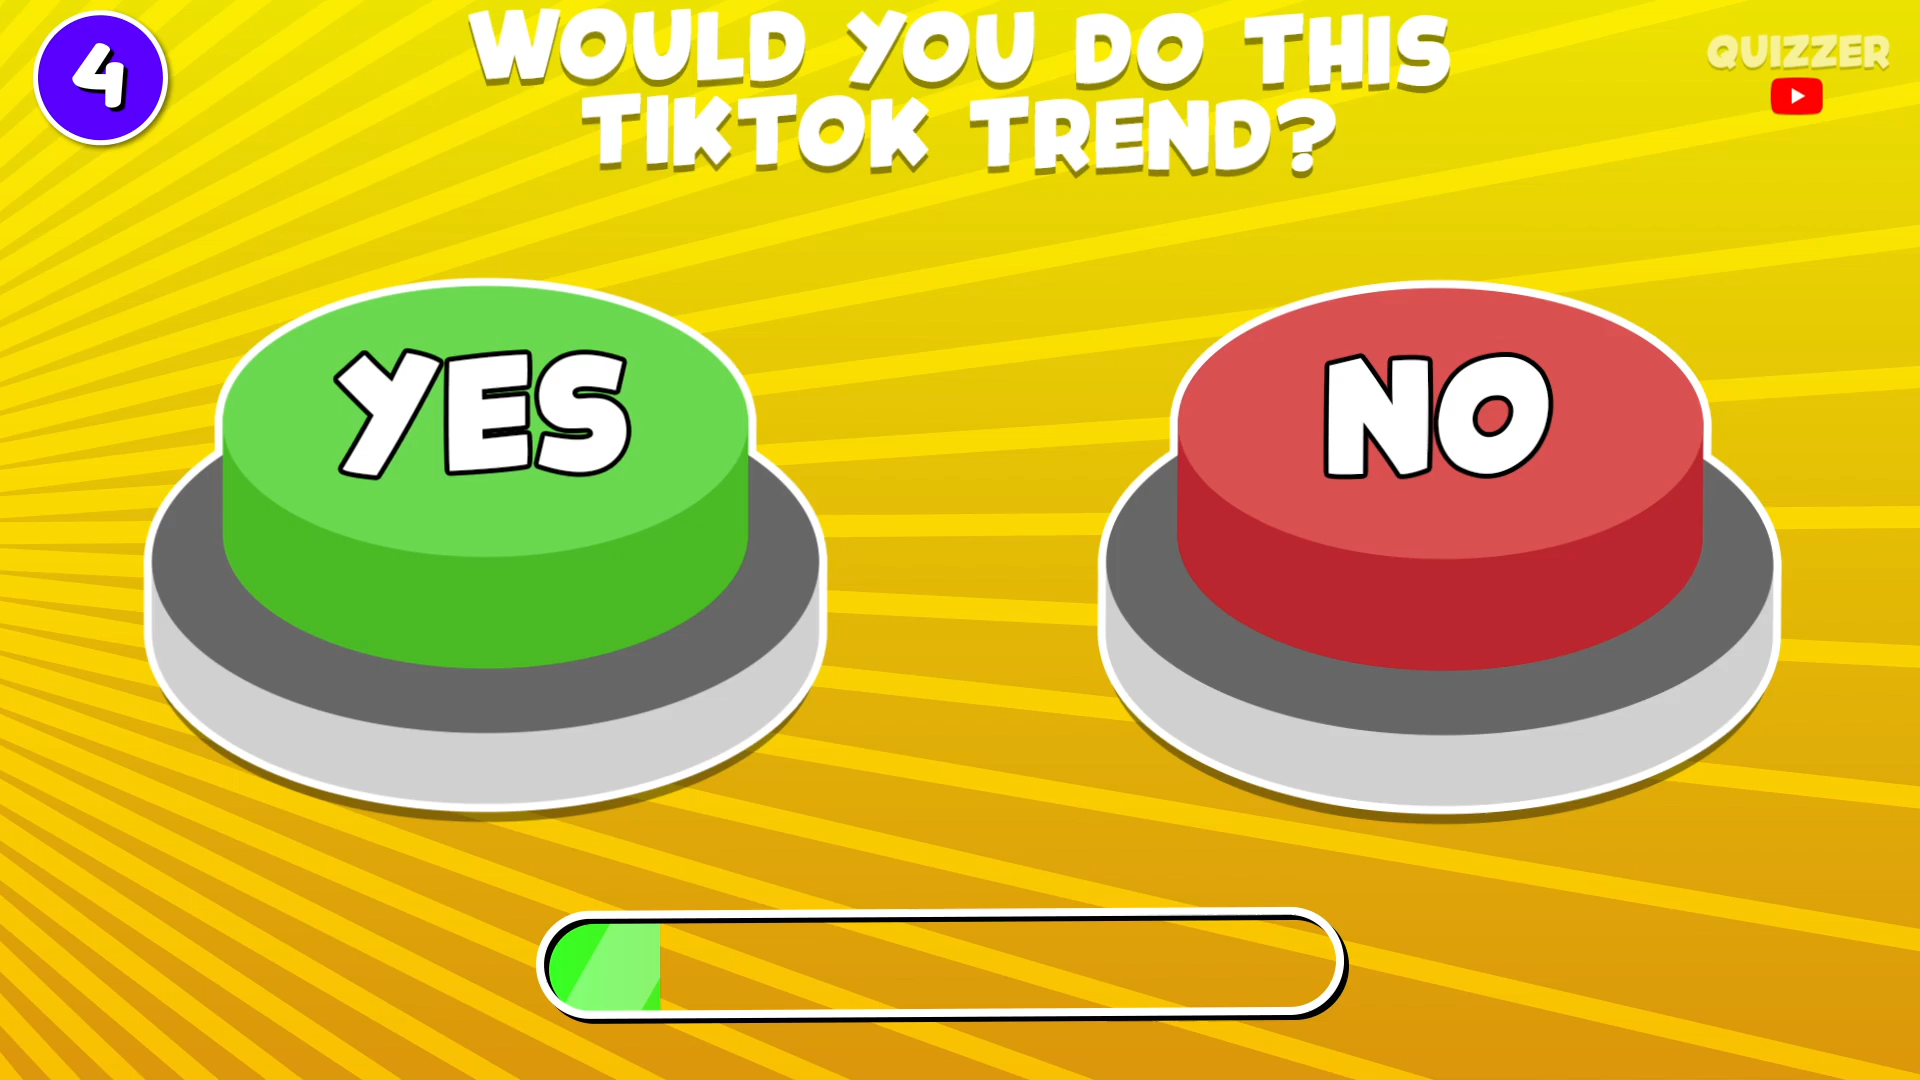 4
WOULD YOU DO THIS
TIKTOK TREND?
QUIZZER
YES
NO